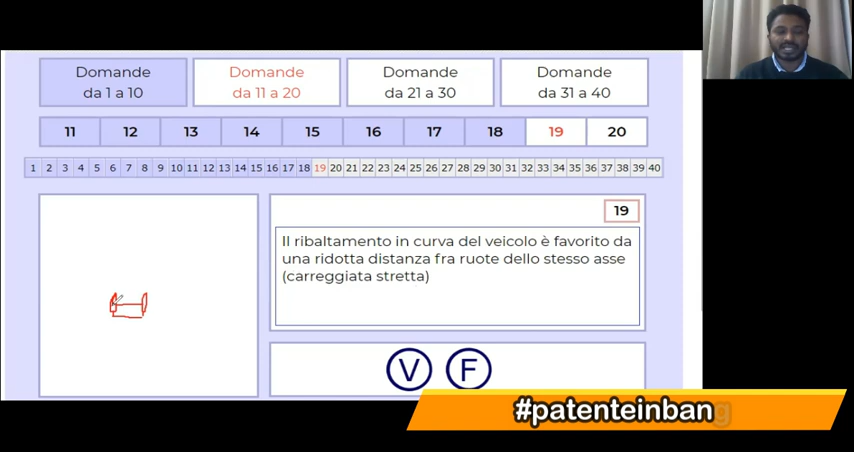 Domande
da 1 a 10
Domande
da 11 a 20
Domande
da 21 a 30
Domande
da 31 a 40
11 12 13 14 15 16 17 18 19 20
1 2 3 4 5 6 7 8 9 10 11 12 13 14 15 16 17 18 19 20 21 22 23 24 25 26 27 28 29 30 31 32 33 34 35 36 37 38 39 40
19
Il ribaltamento in curva del veicolo è favorito da
una ridotta distanza fra ruote dello stesso asse
(carreggiata stretta)
V F
#patenteinbang